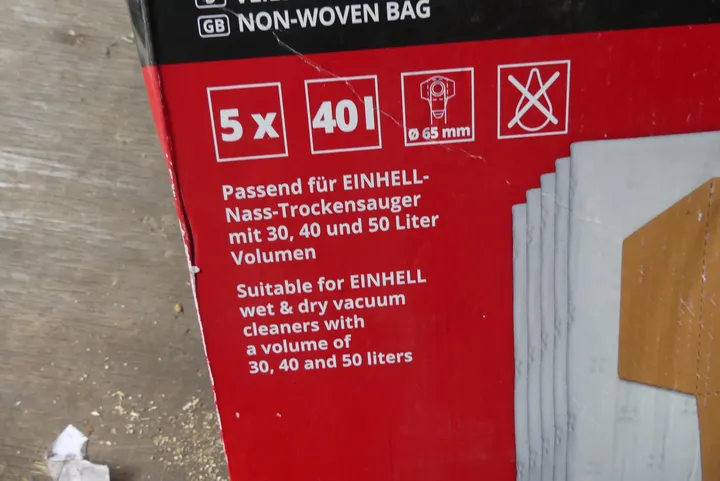 GB NON-WOVEN BAG
5 x
40 l
Ø 65 mm
Passend für EINHELL-
Nass-Trockensauger
mit 30, 40 und 50 Liter
Volumen
Suitable for EINHELL
wet & dry vacuum
cleaners with
a volume of
30, 40 and 50 liters